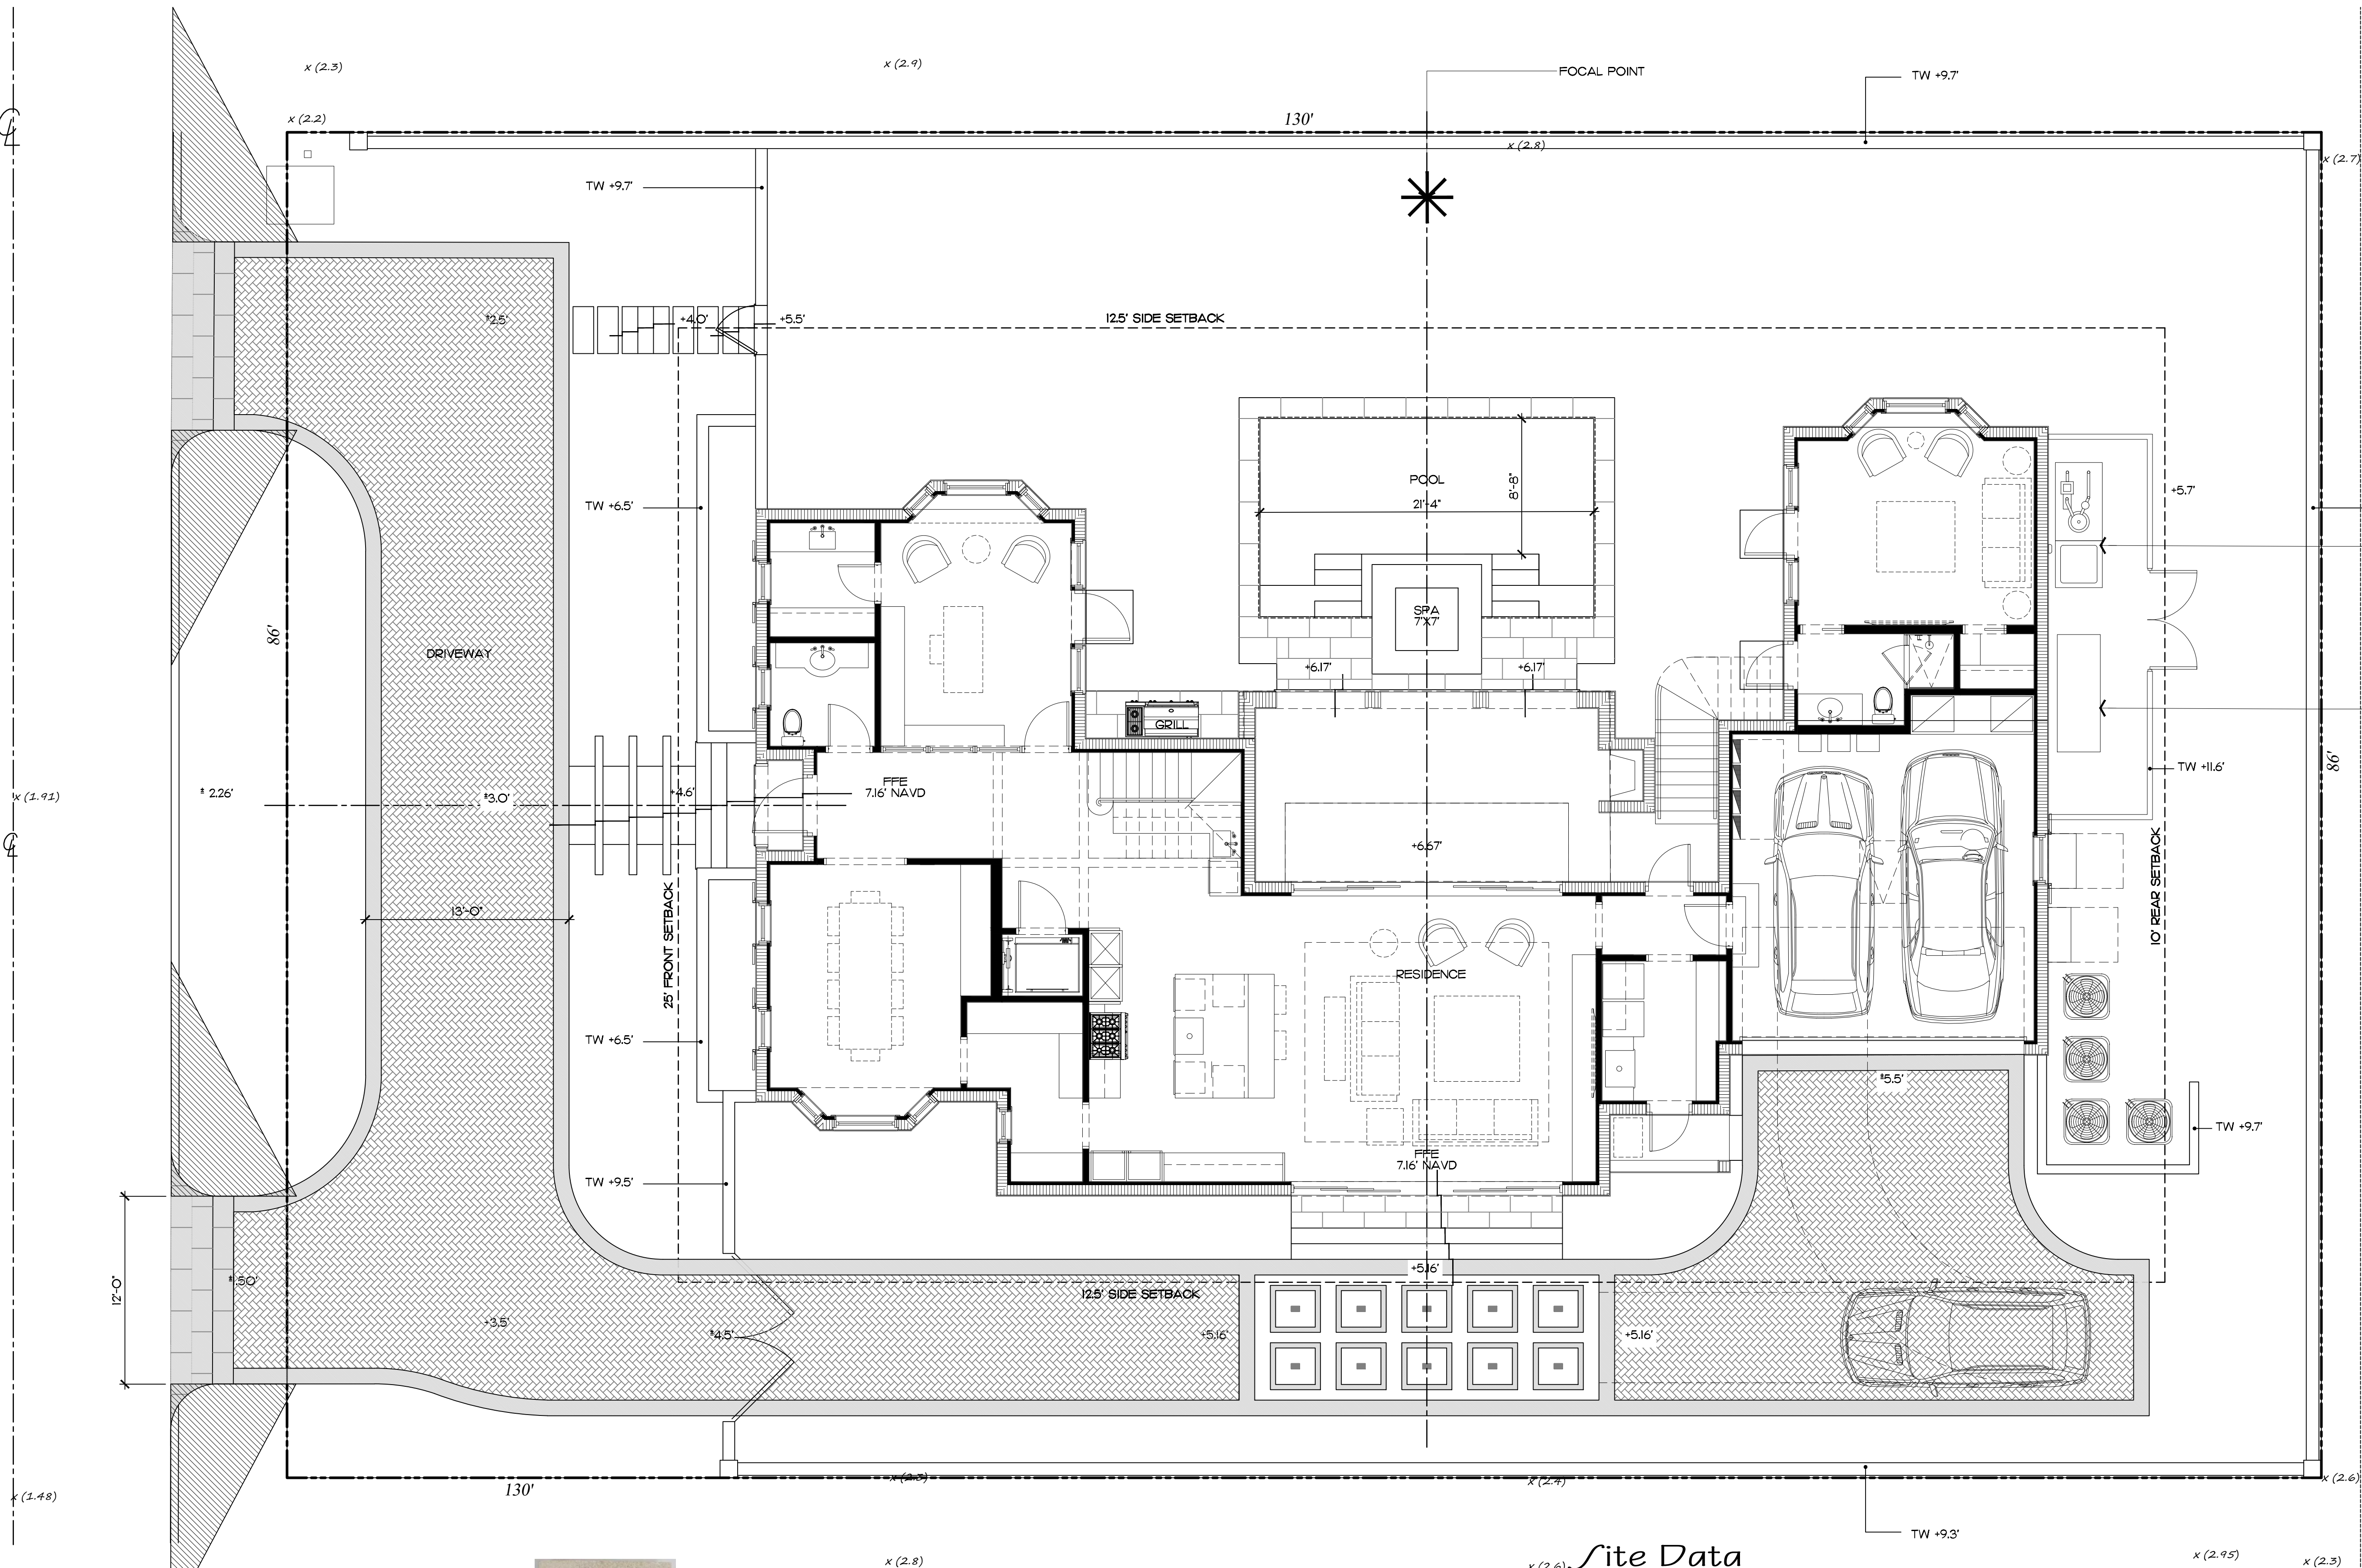 x (2.3)
x (2.9)
FOCAL POINT
TW +9.7'
x (2.2)
130'
x (2.8)
x (2.7)
TW +9.7'
±2.5'
+4.0'
+5.5'
12.5' SIDE SETBACK
TW +6.5'
POOL
21'-4"
8'-8"
+5.7'
86'
DRIVEWAY
SPA
7'X7'
+6.17'
+6.17'
GRILL
FFE
7.16' NAVD
x (1.91)
± 2.26'
±3.0'
+4.6'
TW +11.6'
86'
+6.67'
13'-0"
25' FRONT SETBACK
10' REAR SETBACK
RESIDENCE
TW +6.5'
±5.5'
TW +9.7'
FFE
7.16' NAVD
TW +9.5'
12'-0"
+5.16'
12.5' SIDE SETBACK
+3.5'
±4.5'
+5.16'
+5.16'
x (2.3)
x (2.4)
x (2.6)
x (1.48)
130'
TW +9.3'
x (2.8)
x (2.6)
Site Data
x (2.95)
x (2.3)